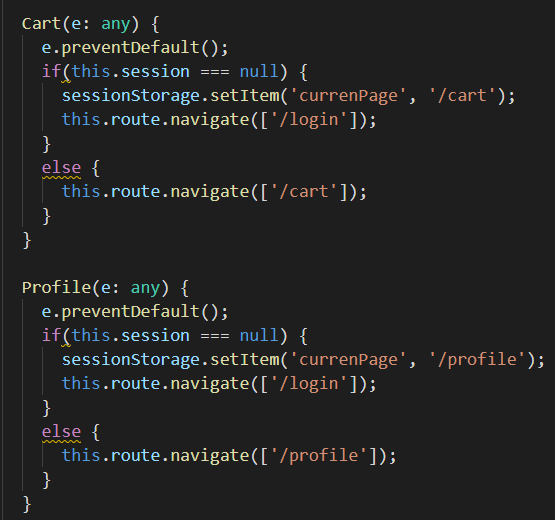 Cart(e: any) {
e.preventDefault();
if(this.session === null) {
sessionStorage.setItem('currenPage', '/cart');
this.route.navigate(['/login']);
}
else {
this.route.navigate(['/cart']);
}
}
Profile(e: any) {
e.preventDefault();
if(this.session === null) {
sessionStorage.setItem('currenPage', '/profile');
this.route.navigate(['/login']);
}
else {
this.route.navigate(['/profile']);
}
}